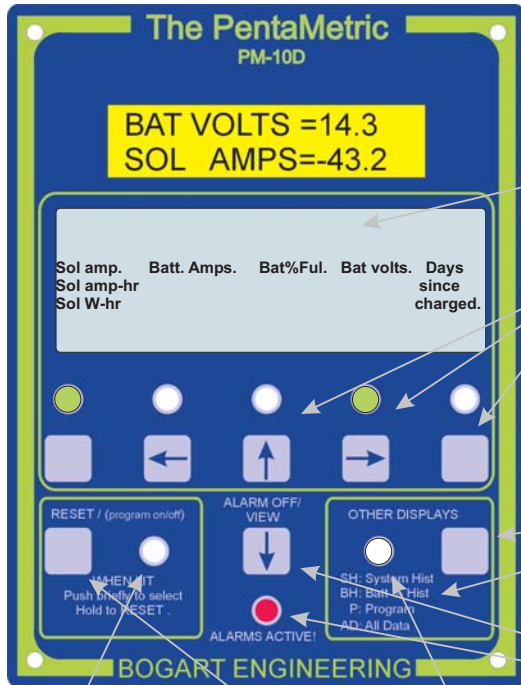 The PentaMetric
PM-10D
BAT VOLTS =14.3
SOL AMPS=-43.2
Sol amp. Batt. Amps. Bat%Ful. Bat volts. Days
Sol amp-hr since
Sol W-hr charged.
RESET / (program on/off)
ALARM OFF/
VIEW
OTHER DISPLAYS
WHEN LIT
Push briefly to select
Hold to RESET .
SH: System Hist
BH: Batt Hist
P: Program
AD: All Data
ALARMS ACTIVE!
BOGART ENGINEERING